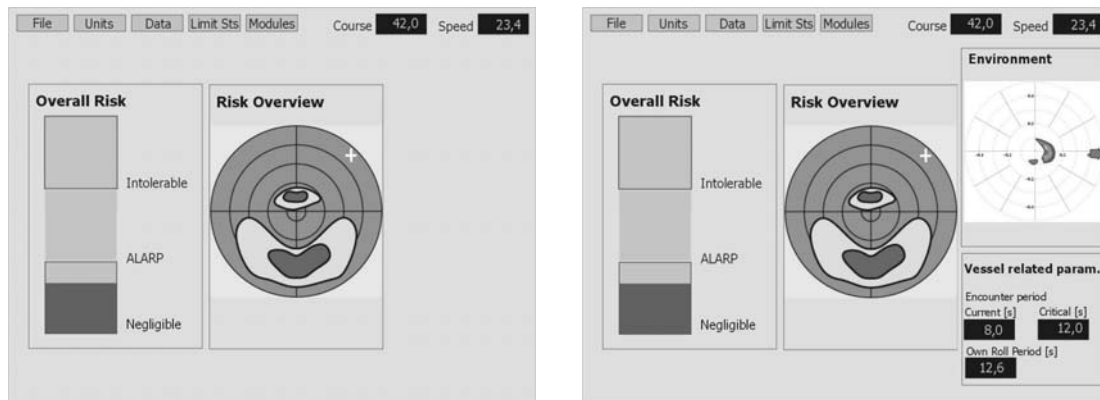 File Units Data Limit Sts Modules Course 42,0 Speed 23,4
Overall Risk
Intolerable
ALARP
Negligible
Risk Overview
File Units Data Limit Sts Modules Course 42,0 Speed 23,4
Overall Risk
Intolerable
ALARP
Negligible
Risk Overview
Environment
Vessel related param.
Encounter period
Current [s] Critical [s]
8,0 12,0
Own Roll Period [s]
12,6